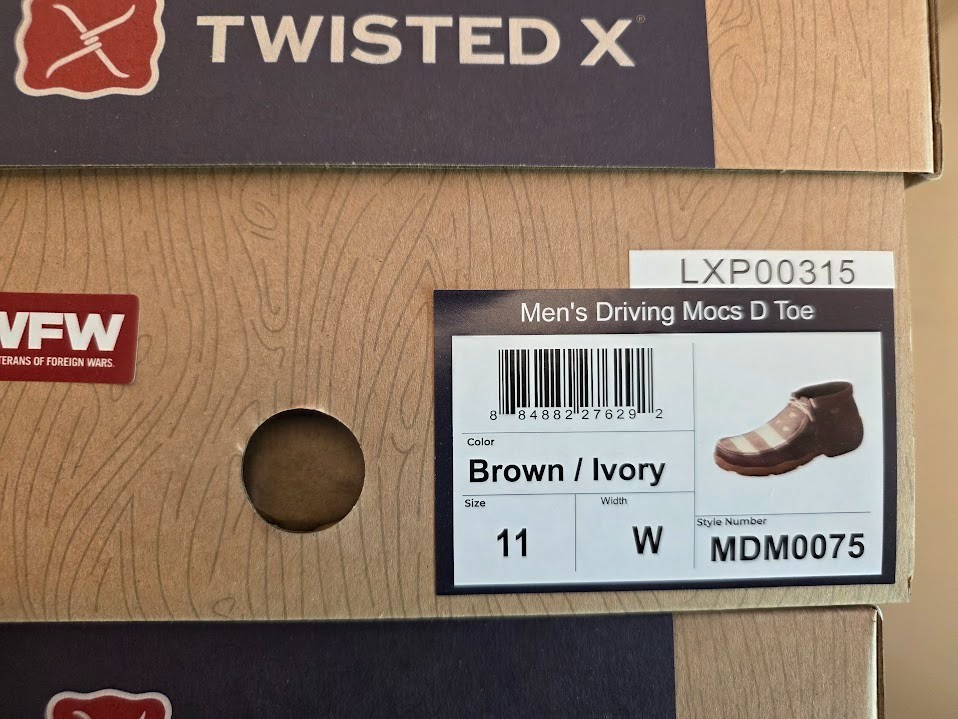 TWISTED X®
VFW
TERANS OF FOREIGN WARS.
LXP00315
Men's Driving Mocs D Toe
8 84882 27629 2
Color
Brown / Ivory
Size
11
Width
W
Style Number
MDM0075